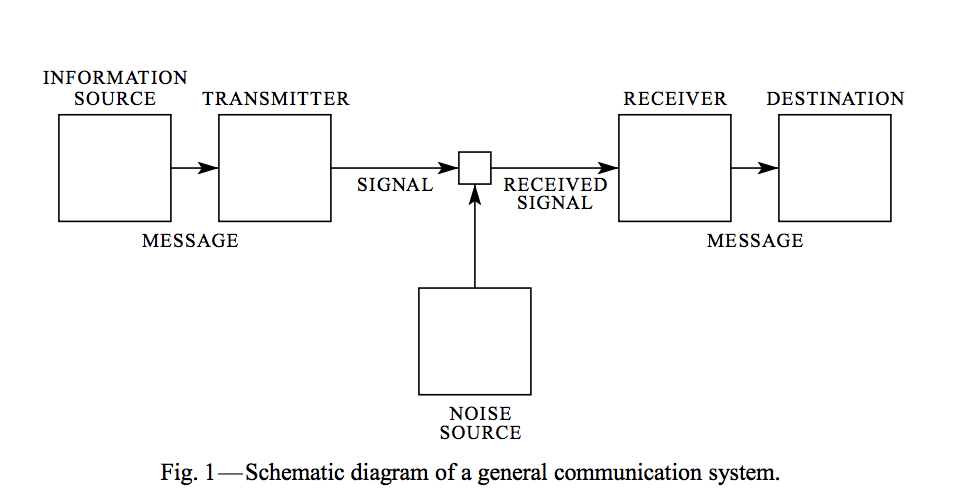 INFORMATION
SOURCE
TRANSMITTER
RECEIVER
DESTINATION
SIGNAL
RECEIVED
SIGNAL
MESSAGE
MESSAGE
NOISE
SOURCE
Fig. 1—Schematic diagram of a general communication system.